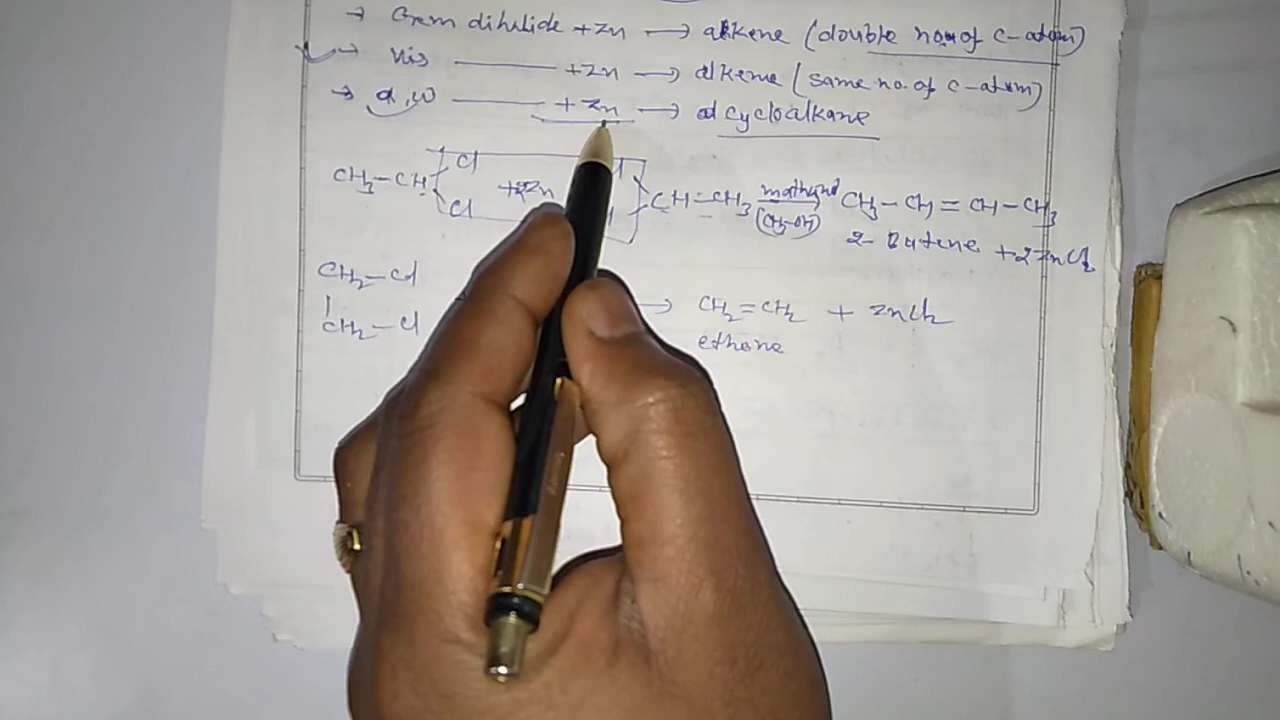 → Gem dihalide + Zn → alkene (double no. of c-atom)
→ Vis ——— + Zn → alkene (same no. of c-atom)
→ α, ω ——— + Zn → cycloalkane
CH3-CH Cl Cl +2Zn CH-CH3 methanol (CH3-OH) → CH3-CH=CH-CH3
2-Butene + 2ZnCl2
CH2-Cl
| → CH2=CH2 + ZnCl2
CH2-Cl ethene